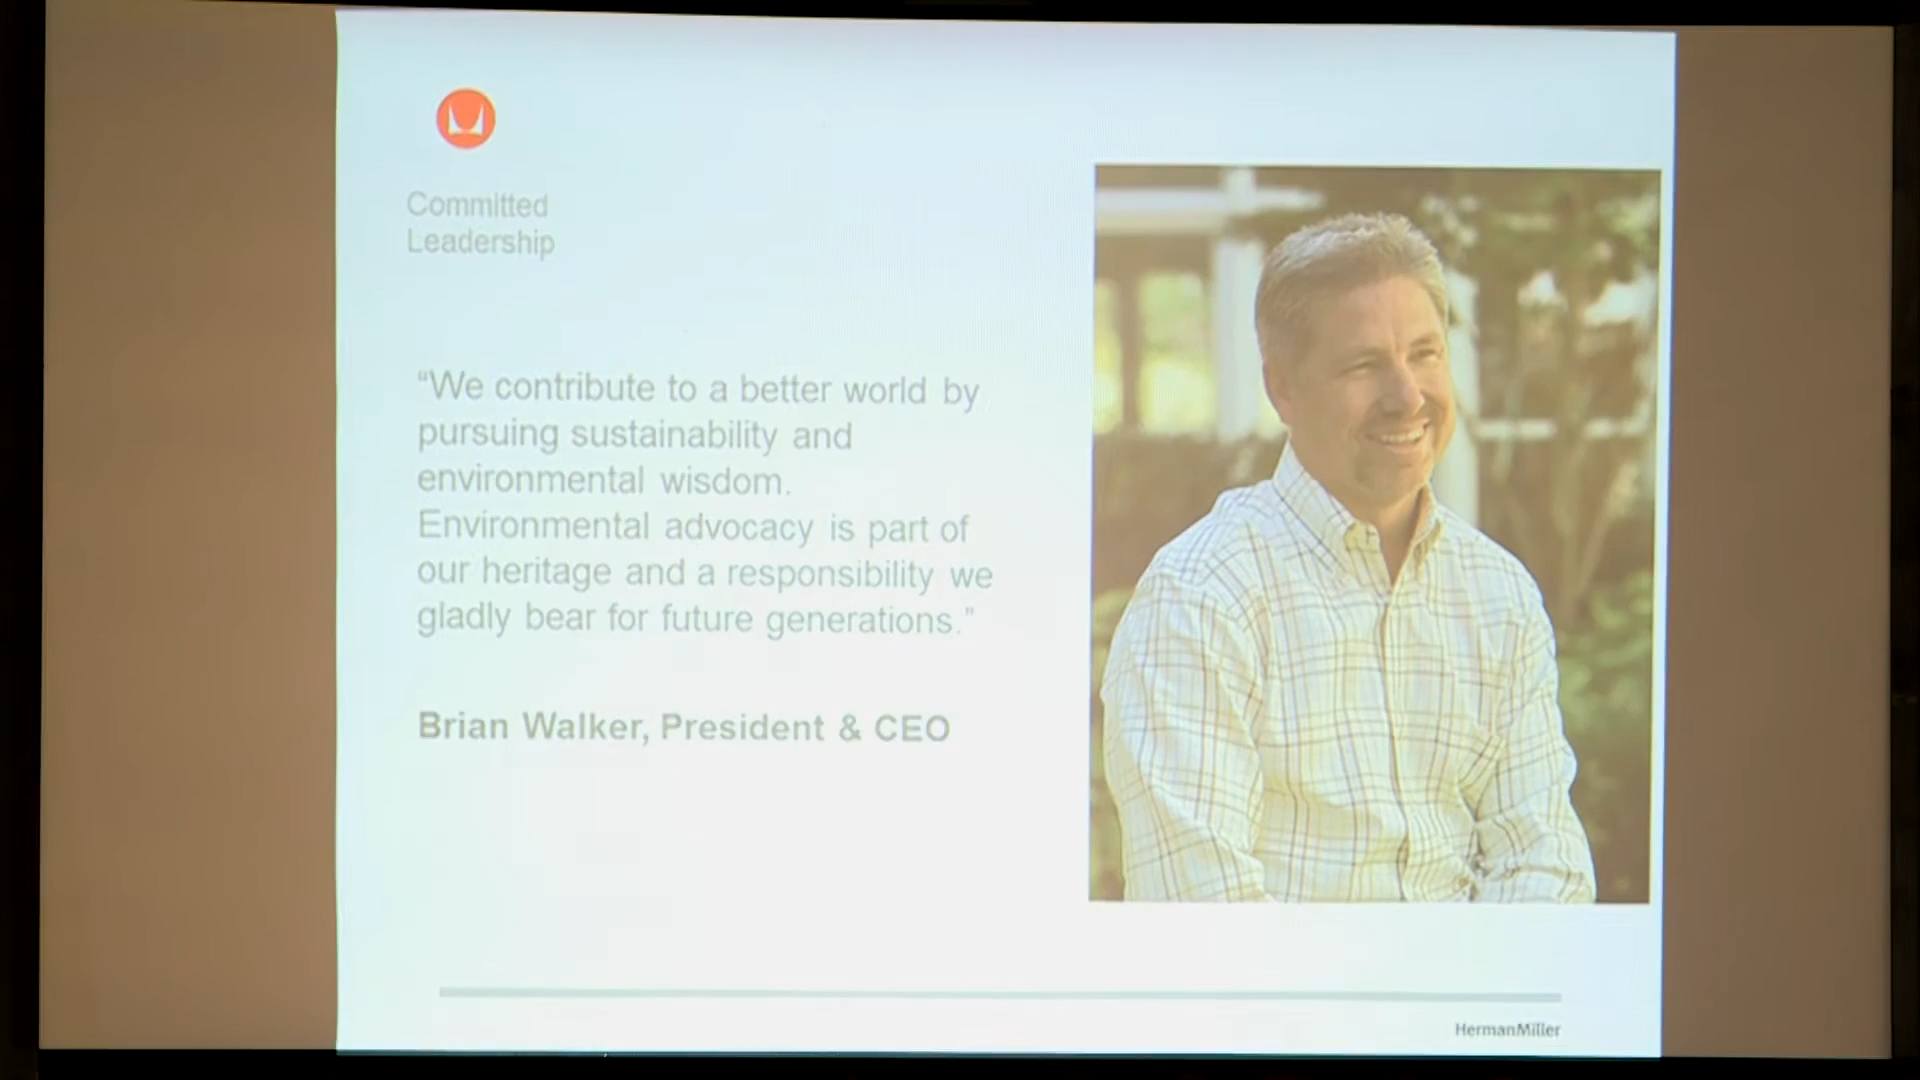 Committed
Leadership
“We contribute to a better world by
pursuing sustainability and
environmental wisdom.
Environmental advocacy is part of
our heritage and a responsibility we
gladly bear for future generations.”
Brian Walker, President & CEO
HermanMiller